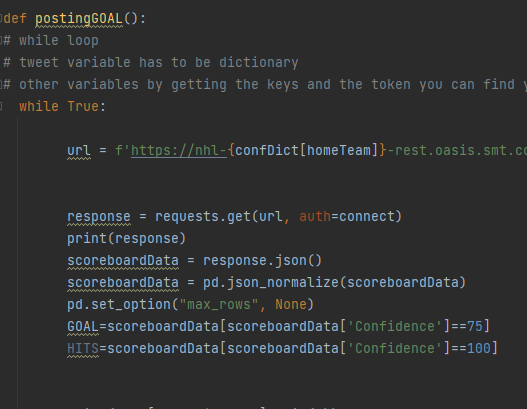 def postingGOAL():
# while loop
# tweet variable has to be dictionary
# other variables by getting the keys and the token you can find
while True:
url = f'https://nhl-{confDict[homeTeam]}-rest.oasis.smt.co
response = requests.get(url, auth=connect)
print(response)
scoreboardData = response.json()
scoreboardData = pd.json_normalize(scoreboardData)
pd.set_option("max_rows", None)
GOAL=scoreboardData[scoreboardData['Confidence']==75]
HITS=scoreboardData[scoreboardData['Confidence']==100]